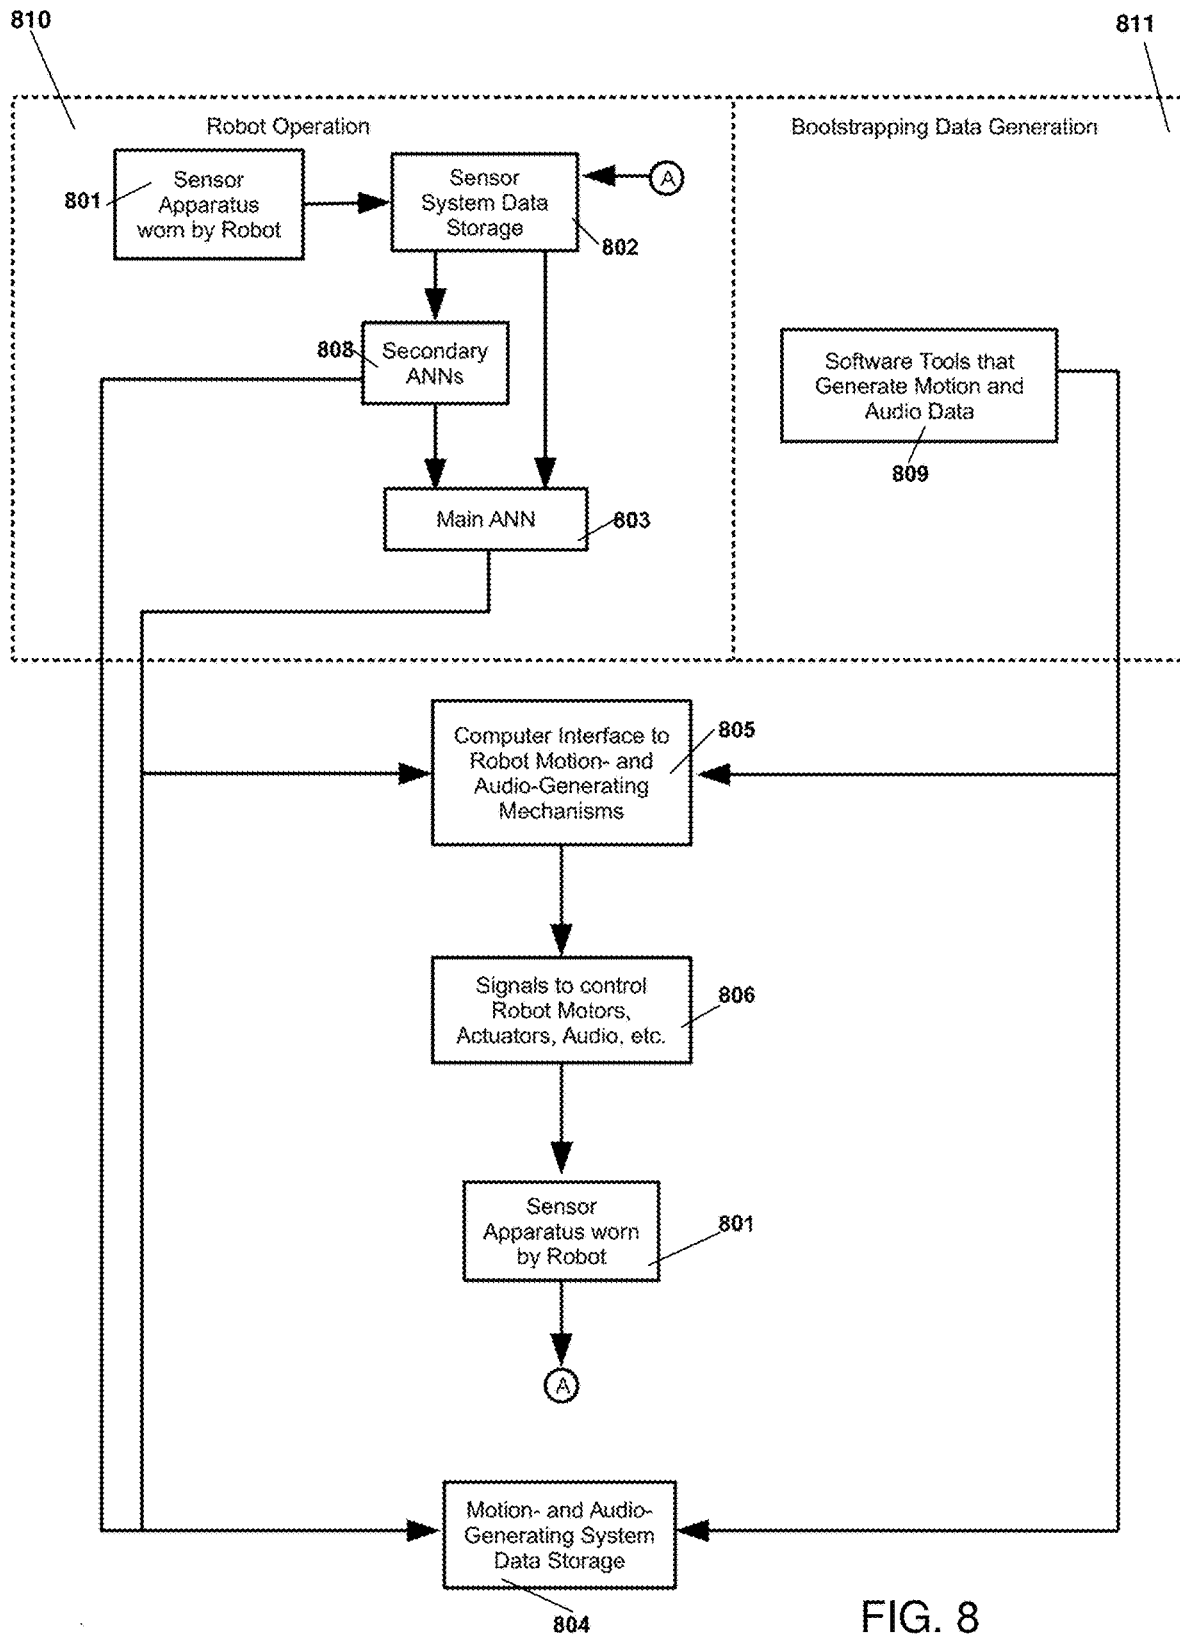 810
811
Robot Operation
Bootstrapping Data Generation
801
Sensor
Apparatus
worn by Robot
Sensor
System Data
Storage
A
802
808
Secondary
ANNs
Software Tools that
Generate Motion and
Audio Data
809
Main ANN
803
Computer Interface to
Robot Motion- and
Audio-Generating
Mechanisms
805
Signals to control
Robot Motors,
Actuators, Audio, etc.
806
Sensor
Apparatus worn
by Robot
801
A
Motion- and Audio-
Generating System
Data Storage
804
FIG. 8